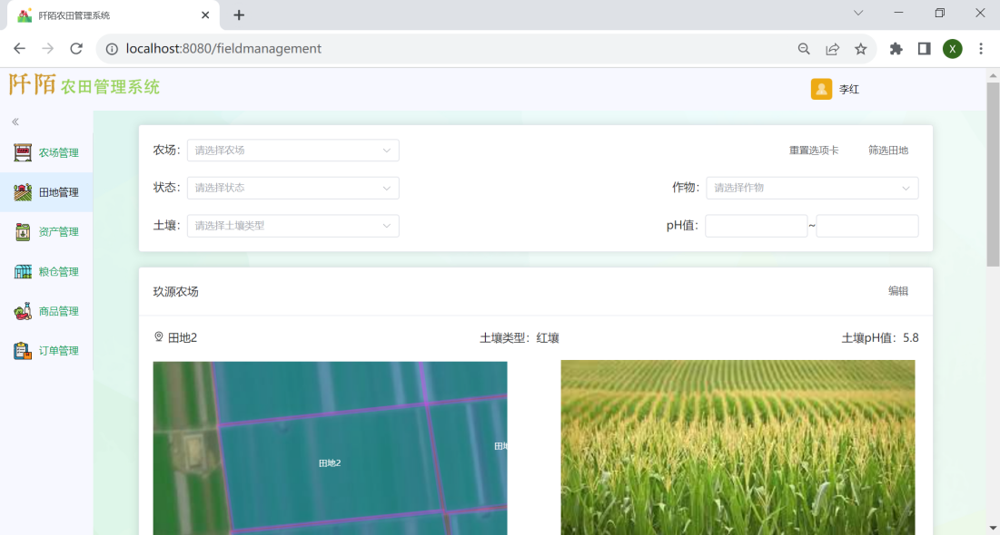 阡陌农田管理系统
localhost:8080/fieldmanagement
X
阡陌 农田管理系统
李红
农场管理
田地管理
资产管理
粮仓管理
商品管理
订单管理
农场： 请选择农场 重置选项卡 筛选田地
状态： 请选择状态 作物： 请选择作物
土壤： 请选择土壤类型 pH值： ~
玖源农场 编辑
田地2 土壤类型：红壤 土壤pH值：5.8
田地2